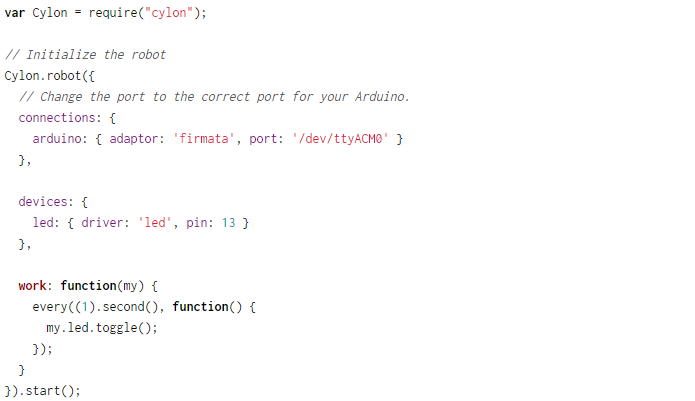 var Cylon = require("cylon");
// Initialize the robot
Cylon.robot({
  // Change the port to the correct port for your Arduino.
  connections: {
    arduino: { adaptor: 'firmata', port: '/dev/ttyACM0' }
  },
  devices: {
    led: { driver: 'led', pin: 13 }
  },
  work: function(my) {
    every((1).second(), function() {
      my.led.toggle();
    });
  }
}).start();